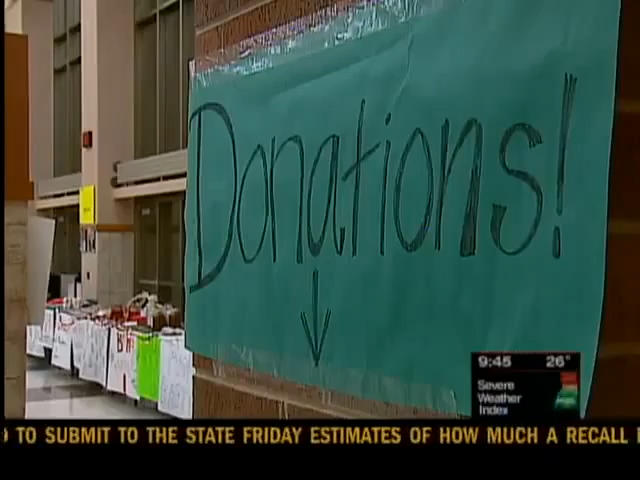 Donations!
9:45 26°
Severe
Weather
Index
TO SUBMIT TO THE STATE FRIDAY ESTIMATES OF HOW MUCH A RECALL